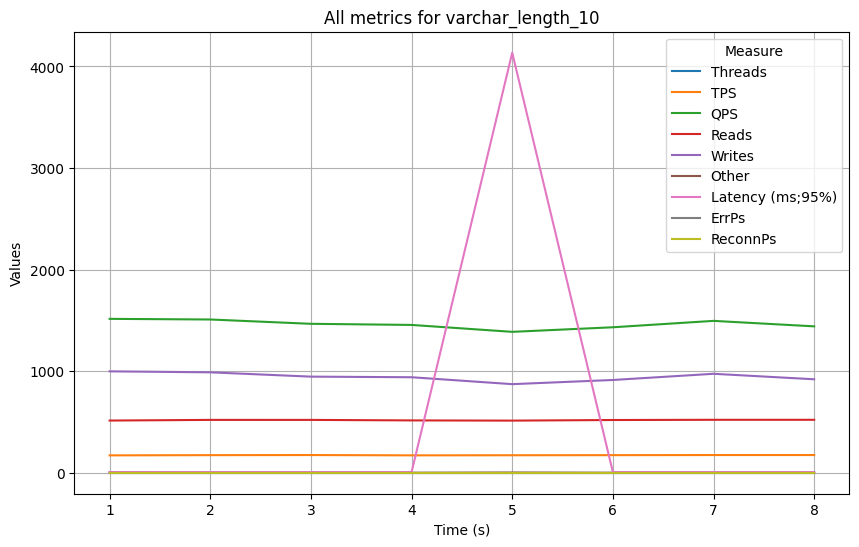 All metrics for varchar_length_10
Measure
Threads
TPS
QPS
Reads
Writes
Other
Latency (ms;95%)
ErrPs
ReconnPs
Values
4000
3000
2000
1000
0
1 2 3 4 5 6 7 8
Time (s)